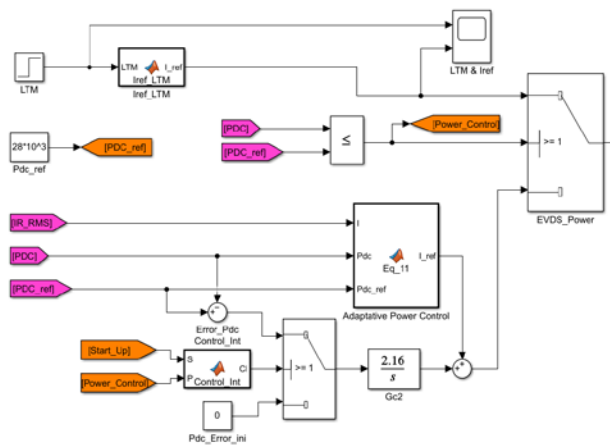 LTM
LTM
I_ref
Iref_LTM
Iref_LTM
LTM & Iref
28*10^3
Pdc_ref
[PDC_ref]
[PDC]
[PDC_ref]
≤
[Power_Control]
>= 1
EVDS_Power
[IR_RMS]
[PDC]
[PDC_ref]
I
Pdc
Pdc_ref
Eq_11
I_ref
Adaptative Power Control
Error_Pdc
Control_Int
[Start_Up]
[Power_Control]
S
P
CI
Control_Int
>= 1
0
Pdc_Error_ini
2.16
s
Gc2